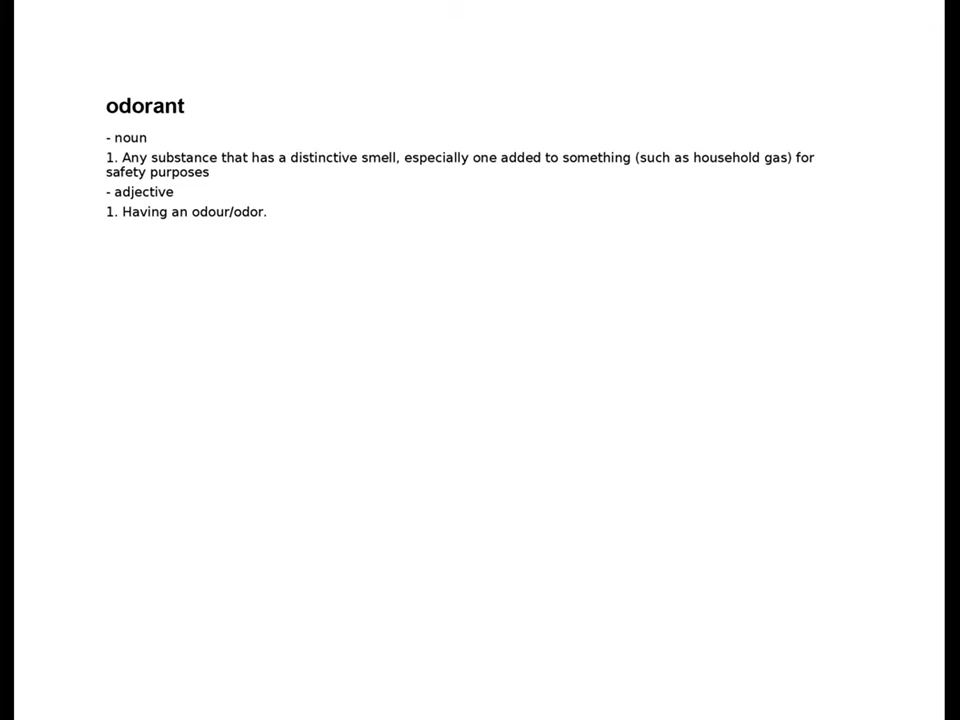 odorant
- noun
1. Any substance that has a distinctive smell, especially one added to something (such as household gas) for
safety purposes
- adjective
1. Having an odour/odor.